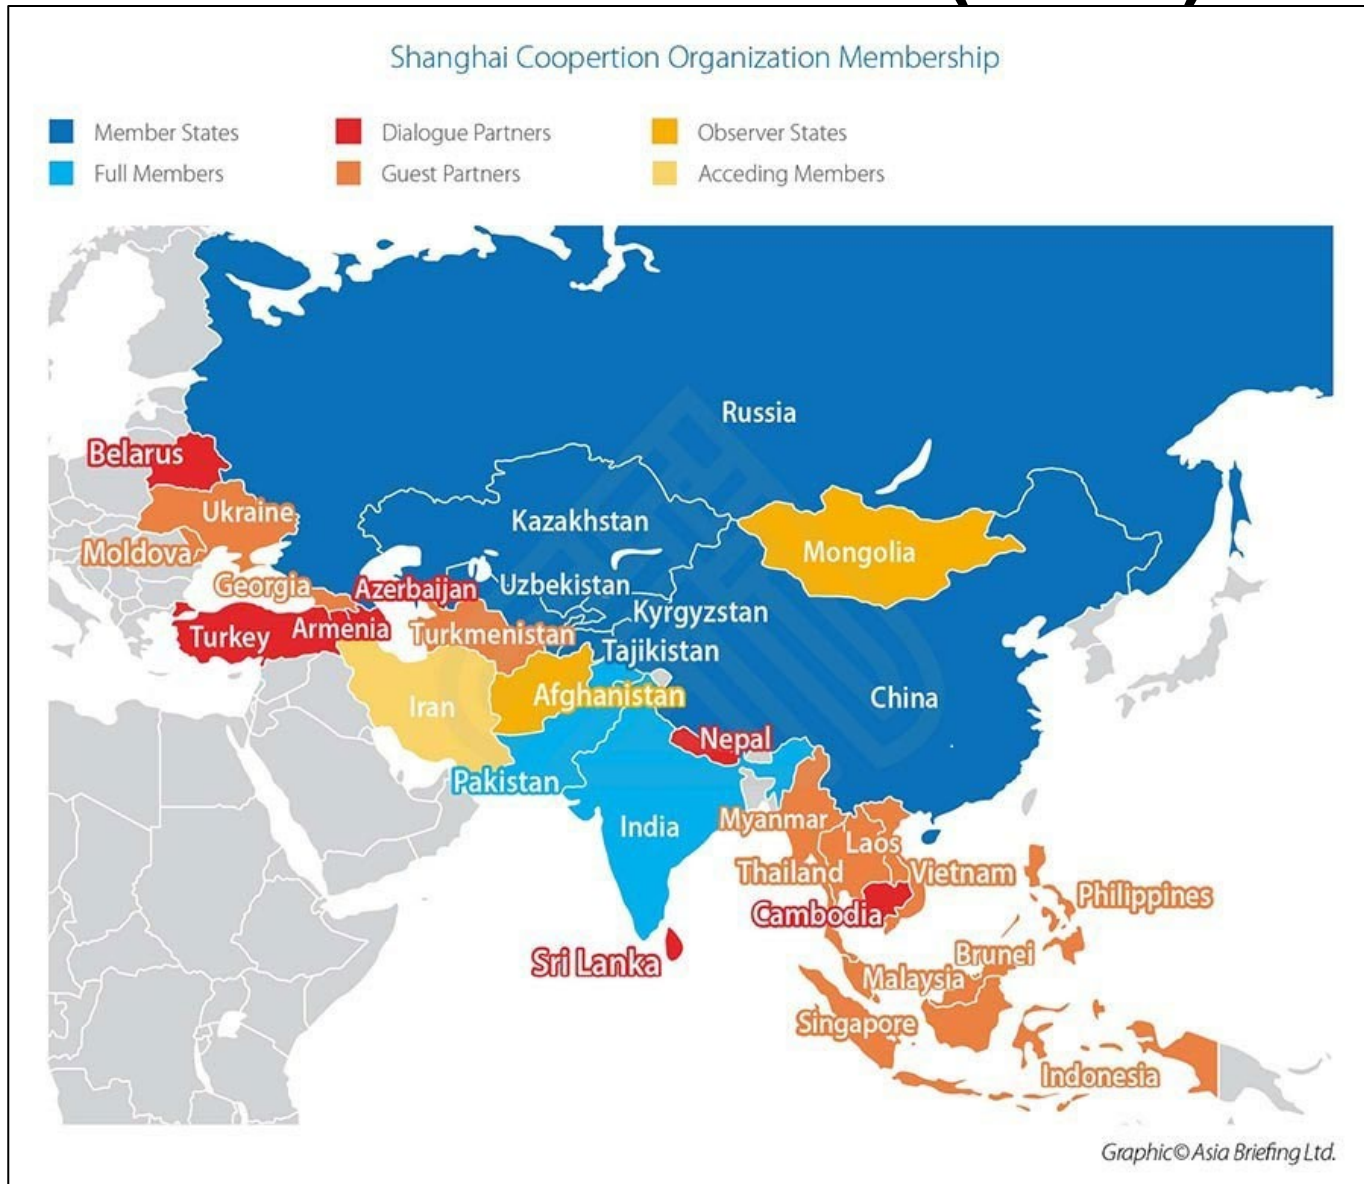 Shanghai Coopertion Organization Membership
Member States
Dialogue Partners
Observer States
Full Members
Guest Partners
Acceding Members
Russia
Belarus
Ukraine
Kazakhstan
Moldova
Mongolia
Georgia
Azerbaijan
Uzbekistan
Kyrgyzstan
Turkey
Armenia
Turkmenistan
Tajikistan
Iran
Afghanistan
China
Nepal
Pakistan
India
Myanmar
Laos
Thailand
Vietnam
Philippines
Cambodia
Sri Lanka
Brunei
Malaysia
Singapore
Indonesia
Graphic© Asia Briefing Ltd.